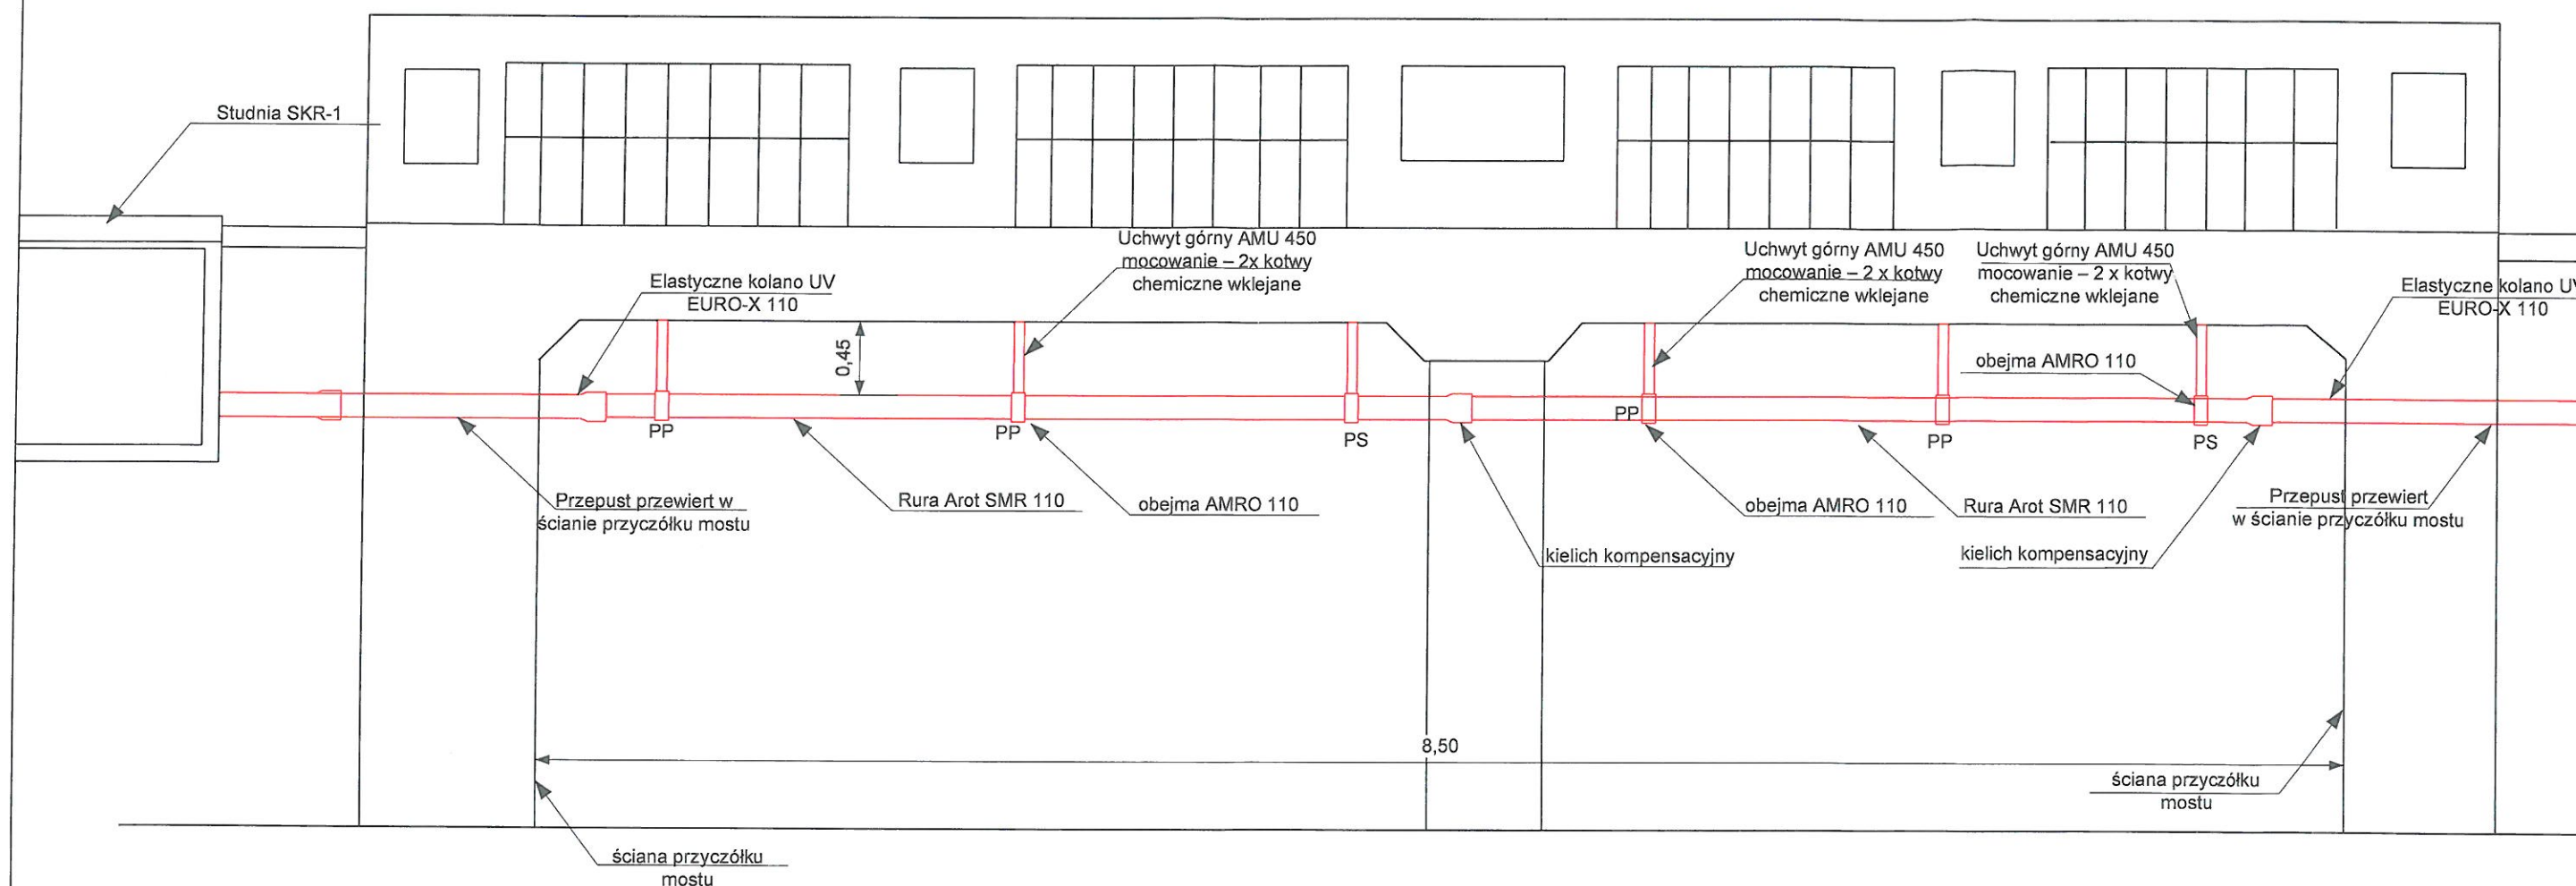 Studnia SKR-1
Elastyczne kolano UV
EURO-X 110
Uchwyt górny AMU 450
mocowanie – 2x kotwy
chemiczne wklejane
Uchwyt górny AMU 450
mocowanie – 2 x kotwy
chemiczne wklejane
Uchwyt górny AMU 450
mocowanie – 2 x kotwy
chemiczne wklejane
Elastyczne kolano UV
EURO-X 110
0,45
obejma AMRO 110
PP
PP
PS
PP
PP
PS
Przepust przewiert w
ścianie przyczółku mostu
Rura Arot SMR 110
obejma AMRO 110
kielich kompensacyjny
obejma AMRO 110
Rura Arot SMR 110
kielich kompensacyjny
Przepust przewiert
w ścianie przyczółku mostu
8,50
ściana przyczółku
mostu
ściana przyczółku
mostu